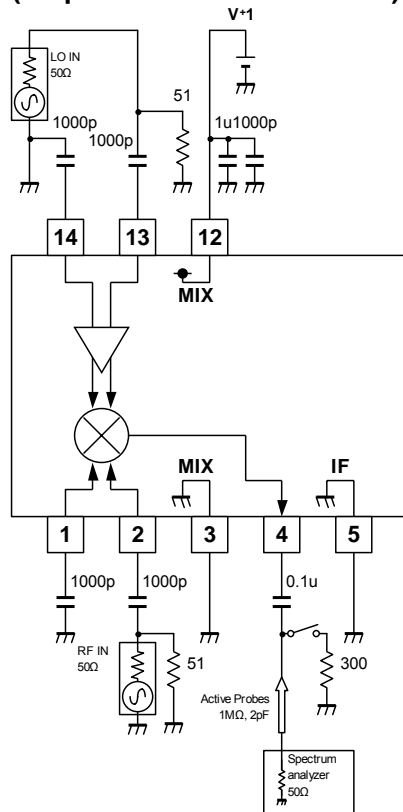 V+1
LO IN
50Ω
1000p
1000p
51
1u1000p
14
13
12
MIX
MIX
IF
1
2
3
4
5
1000p
1000p
0.1u
RF IN
50Ω
51
300
Active Probes
1MΩ, 2pF
Spectrum
analyzer
50Ω